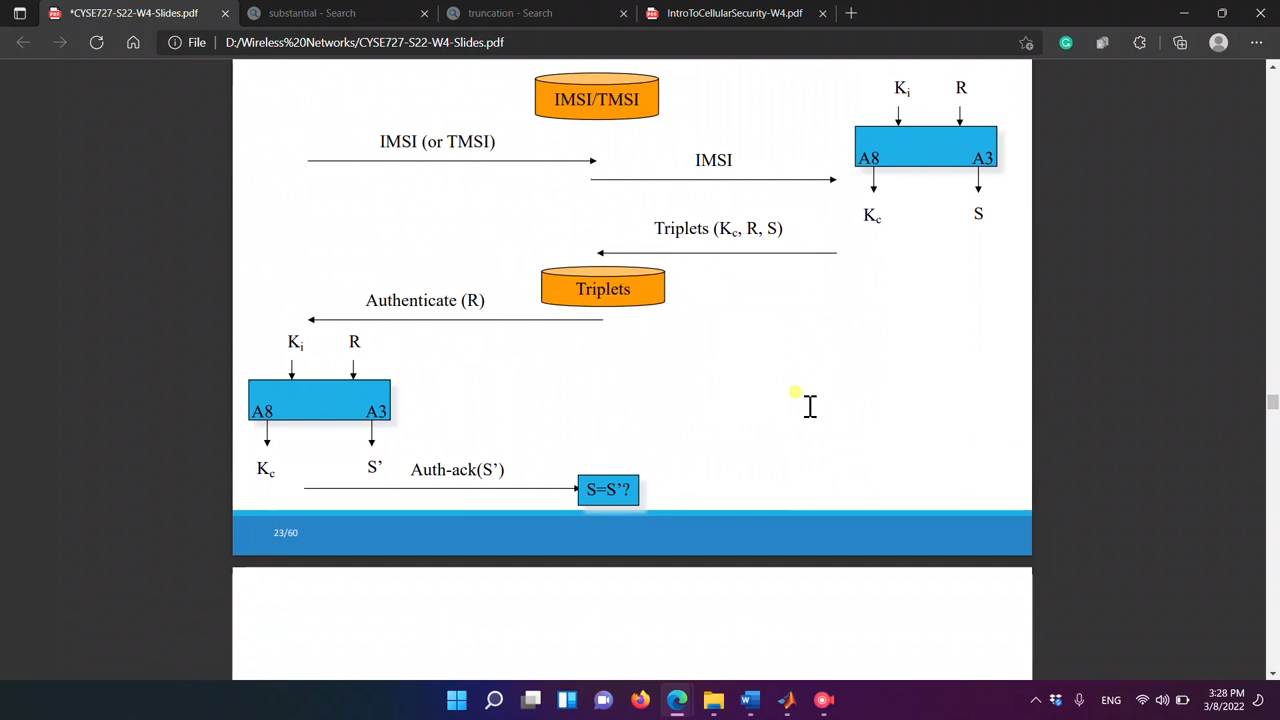 *CYSE727-S22-W4-Slides.pdf
substantial - Search
truncation - Search
IntroToCellularSecurity-W4.pdf
File
D:/Wireless%20Networks/CYSE727-S22-W4-Slides.pdf
IMSI/TMSI
Ki R
IMSI (or TMSI)
IMSI
A8 A3
Kc S
Triplets (Kc, R, S)
Triplets
Authenticate (R)
Ki R
A8 A3
Kc S’
Auth-ack(S’)
S=S’?
23/60
ENG
3:28 PM
3/8/2022